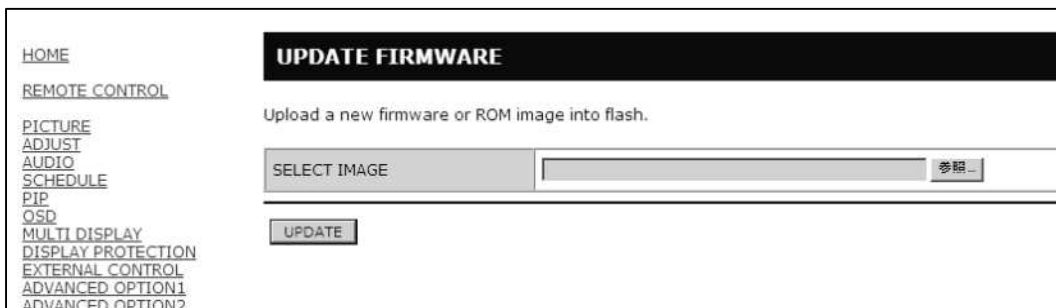 HOME
REMOTE CONTROL
PICTURE
ADJUST
AUDIO
SCHEDULE
PIP
OSD
MULTI DISPLAY
DISPLAY PROTECTION
EXTERNAL CONTROL
ADVANCED OPTION1
ADVANCED OPTION2
UPDATE FIRMWARE
Upload a new firmware or ROM image into flash.
SELECT IMAGE
参照...
UPDATE